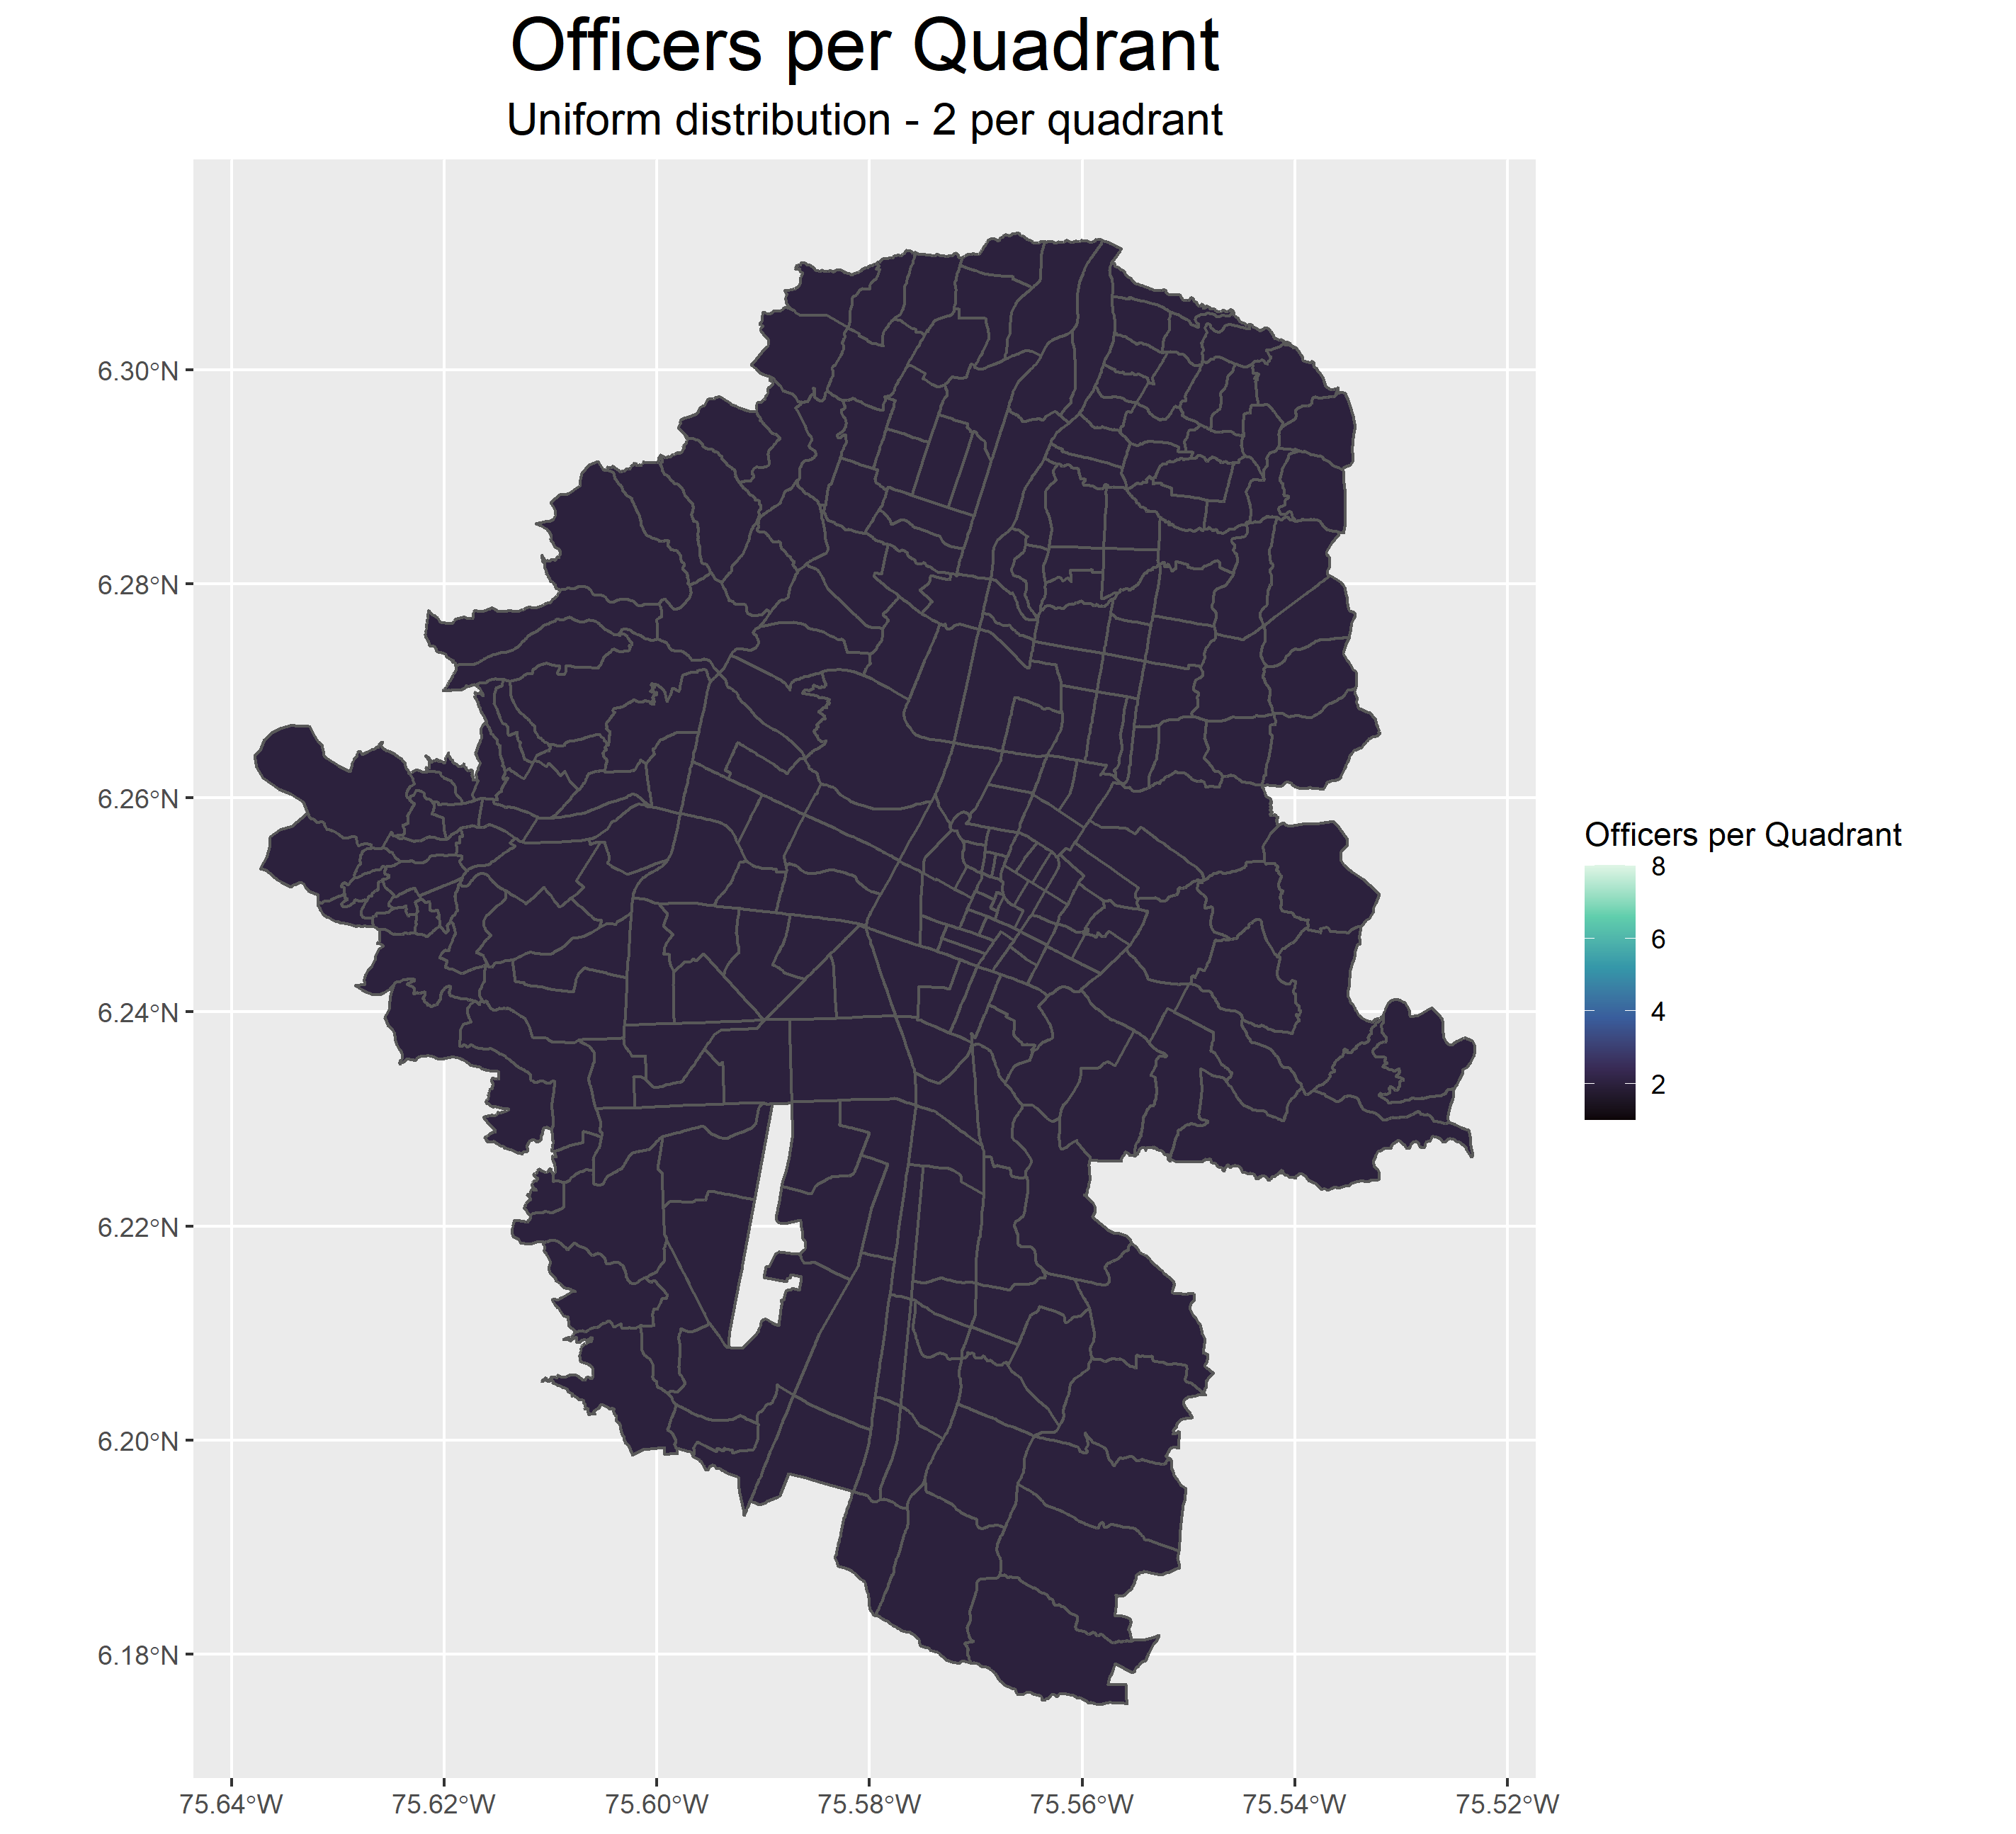 Officers per Quadrant
Uniform distribution - 2 per quadrant
6.30°N
6.28°N
6.26°N
6.24°N
6.22°N
6.20°N
6.18°N
75.64°W
75.62°W
75.60°W
75.58°W
75.56°W
75.54°W
75.52°W
Officers per Quadrant
8
6
4
2